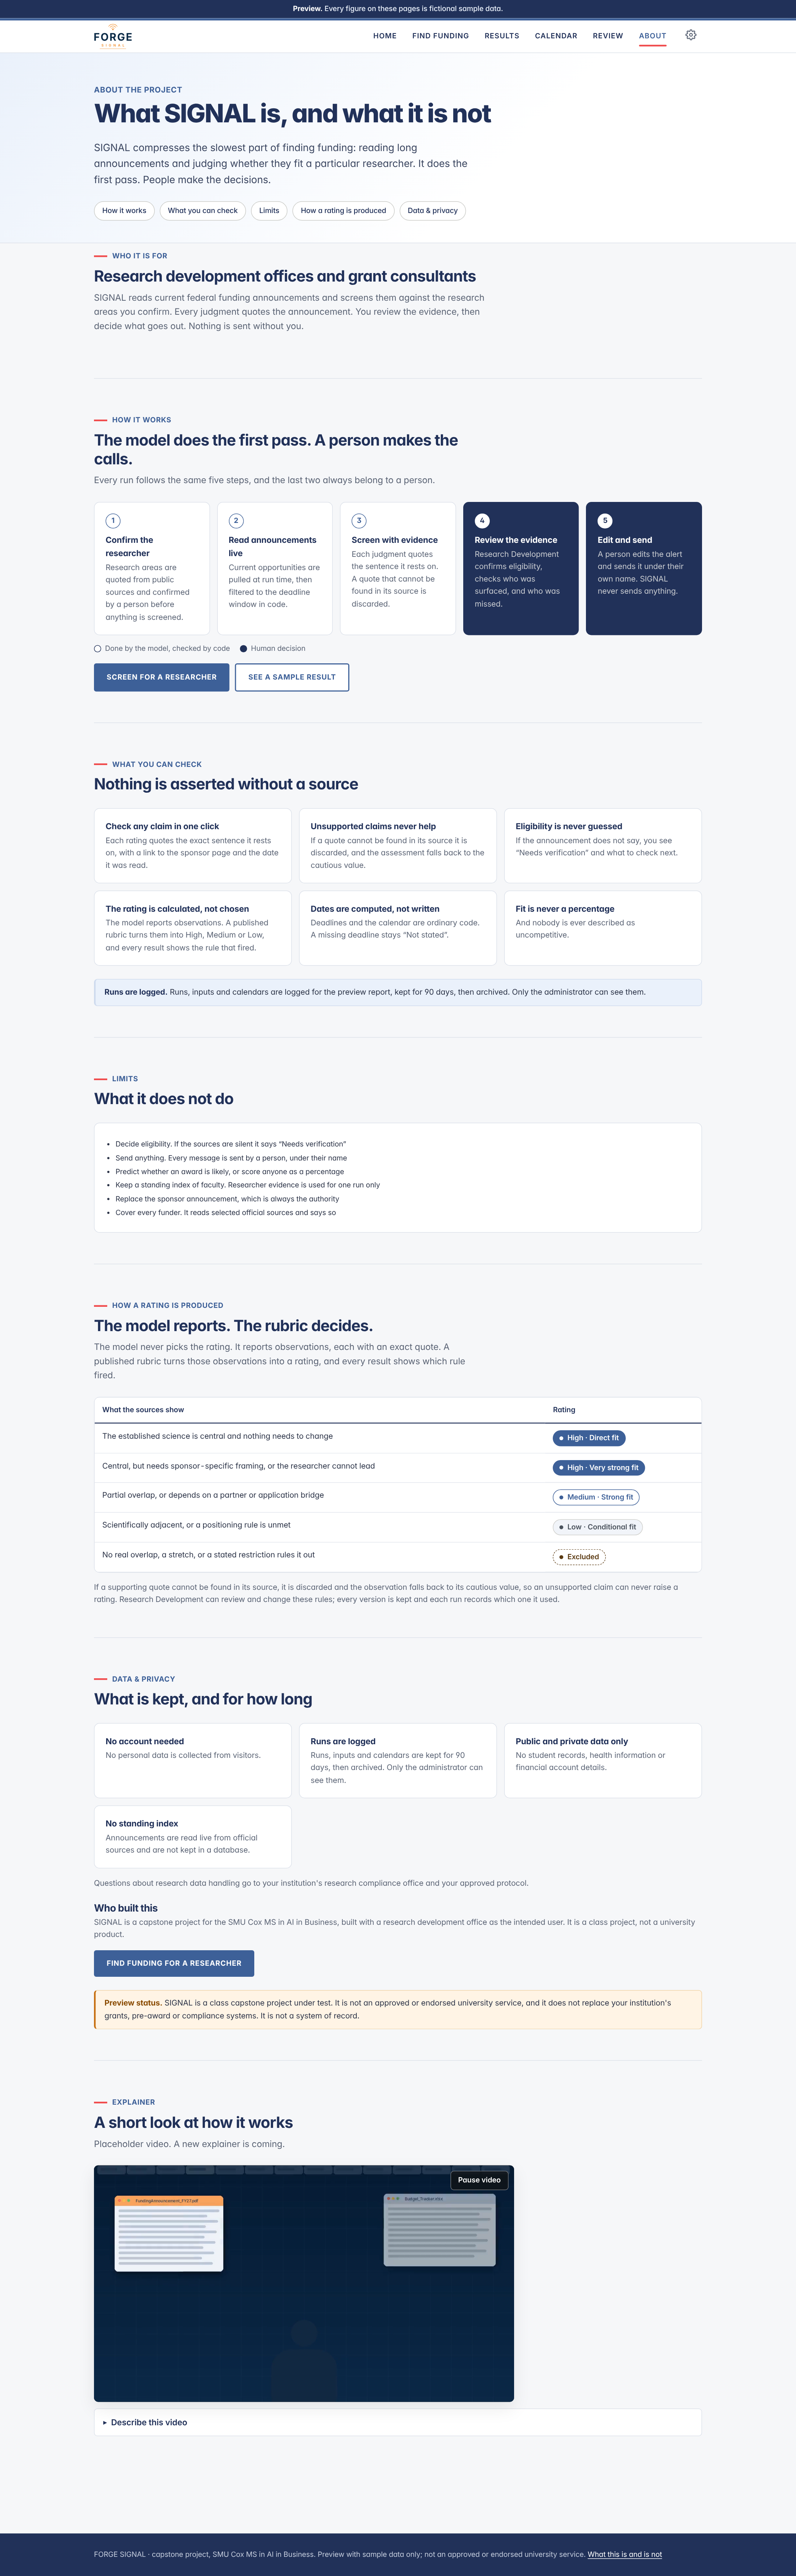 Preview. Every figure on these pages is fictional sample data.
FORGE
SIGNAL
HOME FIND FUNDING RESULTS CALENDAR REVIEW ABOUT
ABOUT THE PROJECT
What SIGNAL is, and what it is not
SIGNAL compresses the slowest part of finding funding: reading long
announcements and judging whether they fit a particular researcher. It does the
first pass. People make the decisions.
How it works What you can check Limits How a rating is produced Data & privacy
WHO IT IS FOR
Research development offices and grant consultants
SIGNAL reads current federal funding announcements and screens them against the research
areas you confirm. Every judgment quotes the announcement. You review the evidence, then
decide what goes out. Nothing is sent without you.
HOW IT WORKS
The model does the first pass. A person makes the
calls.
Every run follows the same five steps, and the last two always belong to a person.
1
Confirm the
researcher
Research areas are
quoted from public
sources and confirmed
by a person before
anything is screened.
2
Read announcements
live
Current opportunities are
pulled at run time, then
filtered to the deadline
window in code.
3
Screen with evidence
Each judgment quotes
the sentence it rests on.
A quote that cannot be
found in its source is
discarded.
4
Review the evidence
Research Development
confirms eligibility,
checks who was
surfaced, and who was
missed.
5
Edit and send
A person edits the alert
and sends it under their
own name. SIGNAL
never sends anything.
Done by the model, checked by code Human decision
SCREEN FOR A RESEARCHER SEE A SAMPLE RESULT
WHAT YOU CAN CHECK
Nothing is asserted without a source
Check any claim in one click
Each rating quotes the exact sentence it rests
on, with a link to the sponsor page and the date
it was read.
Unsupported claims never help
If a quote cannot be found in its source it is
discarded, and the assessment falls back to the
cautious value.
Eligibility is never guessed
If the announcement does not say, you see
“Needs verification” and what to check next.
The rating is calculated, not chosen
The model reports observations. A published
rubric turns them into High, Medium or Low,
and every result shows the rule that fired.
Dates are computed, not written
Deadlines and the calendar are ordinary code.
A missing deadline stays “Not stated”.
Fit is never a percentage
And nobody is ever described as
uncompetitive.
Runs are logged. Runs, inputs and calendars are logged for the preview report, kept for 90 days, then archived. Only the administrator can see them.
LIMITS
What it does not do
• Decide eligibility. If the sources are silent it says “Needs verification”
• Send anything. Every message is sent by a person, under their name
• Predict whether an award is likely, or score anyone as a percentage
• Keep a standing index of faculty. Researcher evidence is used for one run only
• Replace the sponsor announcement, which is always the authority
• Cover every funder. It reads selected official sources and says so
HOW A RATING IS PRODUCED
The model reports. The rubric decides.
The model never picks the rating. It reports observations, each with an exact quote. A
published rubric turns those observations into a rating, and every result shows which rule
fired.
What the sources show Rating
The established science is central and nothing needs to change High · Direct fit
Central, but needs sponsor-specific framing, or the researcher cannot lead High · Very strong fit
Partial overlap, or depends on a partner or application bridge Medium · Strong fit
Scientifically adjacent, or a positioning rule is unmet Low · Conditional fit
No real overlap, a stretch, or a stated restriction rules it out Excluded
If a supporting quote cannot be found in its source, it is discarded and the observation falls back to its cautious value, so an unsupported claim can never raise a
rating. Research Development can review and change these rules; every version is kept and each run records which one it used.
DATA & PRIVACY
What is kept, and for how long
No account needed
No personal data is collected from visitors.
Runs are logged
Runs, inputs and calendars are kept for 90
days, then archived. Only the administrator can
see them.
Public and private data only
No student records, health information or
financial account details.
No standing index
Announcements are read live from official
sources and are not kept in a database.
Questions about research data handling go to your institution's research compliance office and your approved protocol.
Who built this
SIGNAL is a capstone project for the SMU Cox MS in AI in Business, built with a research development office as the intended user. It is a class project, not a university
product.
FIND FUNDING FOR A RESEARCHER
Preview status. SIGNAL is a class capstone project under test. It is not an approved or endorsed university service, and it does not replace your institution's
grants, pre-award or compliance systems. It is not a system of record.
EXPLAINER
A short look at how it works
Placeholder video. A new explainer is coming.
Pause video
FundingAnnouncement_FY27.pdf
Budget_Tracker.xlsx
▸ Describe this video
FORGE SIGNAL · capstone project, SMU Cox MS in AI in Business. Preview with sample data only; not an approved or endorsed university service. What this is and is not